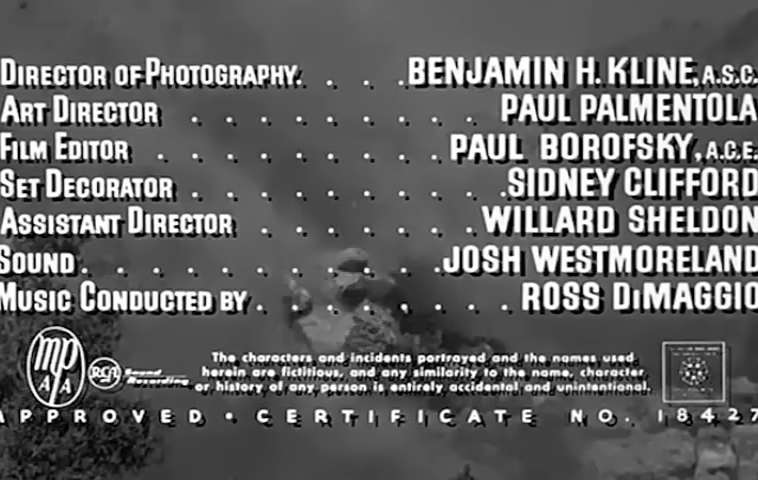 DIRECTOR OF PHOTOGRAPHY. . . . BENJAMIN H. KLINE, A.S.C.
ART DIRECTOR . . . . . . . . . PAUL PALMENTOLA
FILM EDITOR . . . . . . . . . PAUL BOROFSKY, A.C.E.
SET DECORATOR . . . . . . . . . . SIDNEY CLIFFORD
ASSISTANT DIRECTOR . . . . . . . WILLARD SHELDON
SOUND . . . . . . . . . . . JOSH WESTMORELAND
MUSIC CONDUCTED BY . . . . . . . . ROSS DiMAGGIO
mp
AA
RCA Sound
Recording
The characters and incidents portrayed and the names used
herein are fictitious, and any similarity to the name, character
or history of any person is entirely accidental and unintentional.
APPROVED • CERTIFICATE NO. 18427